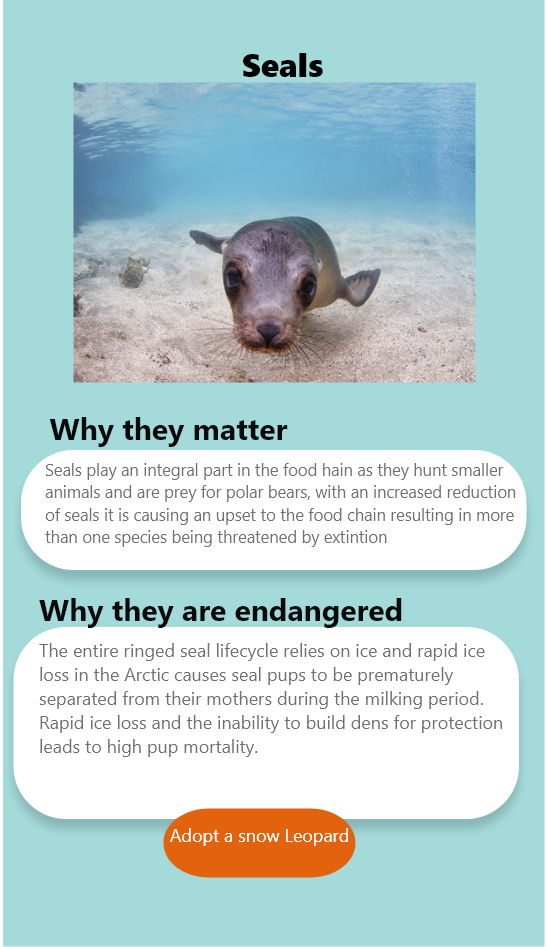 Seals
Why they matter
Seals play an integral part in the food hain as they hunt smaller
animals and are prey for polar bears, with an increased reduction
of seals it is causing an upset to the food chain resulting in more
than one species being threatened by extintion
Why they are endangered
The entire ringed seal lifecycle relies on ice and rapid ice
loss in the Arctic causes seal pups to be prematurely
separated from their mothers during the milking period.
Rapid ice loss and the inability to build dens for protection
leads to high pup mortality.
Adopt a snow Leopard